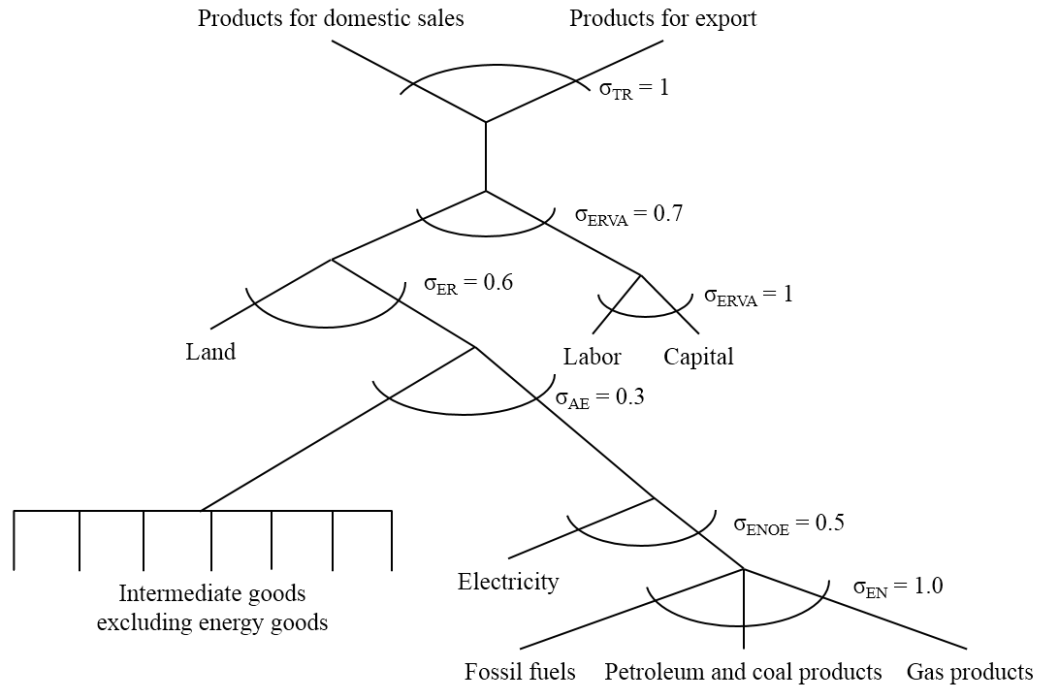 Products for domestic sales
Products for export
σTR = 1
σERVA = 0.7
σER = 0.6
σERVA = 1
Land
Labor
Capital
σAE = 0.3
σENOE = 0.5
Electricity
Intermediate goods
excluding energy goods
σEN = 1.0
Fossil fuels
Petroleum and coal products
Gas products